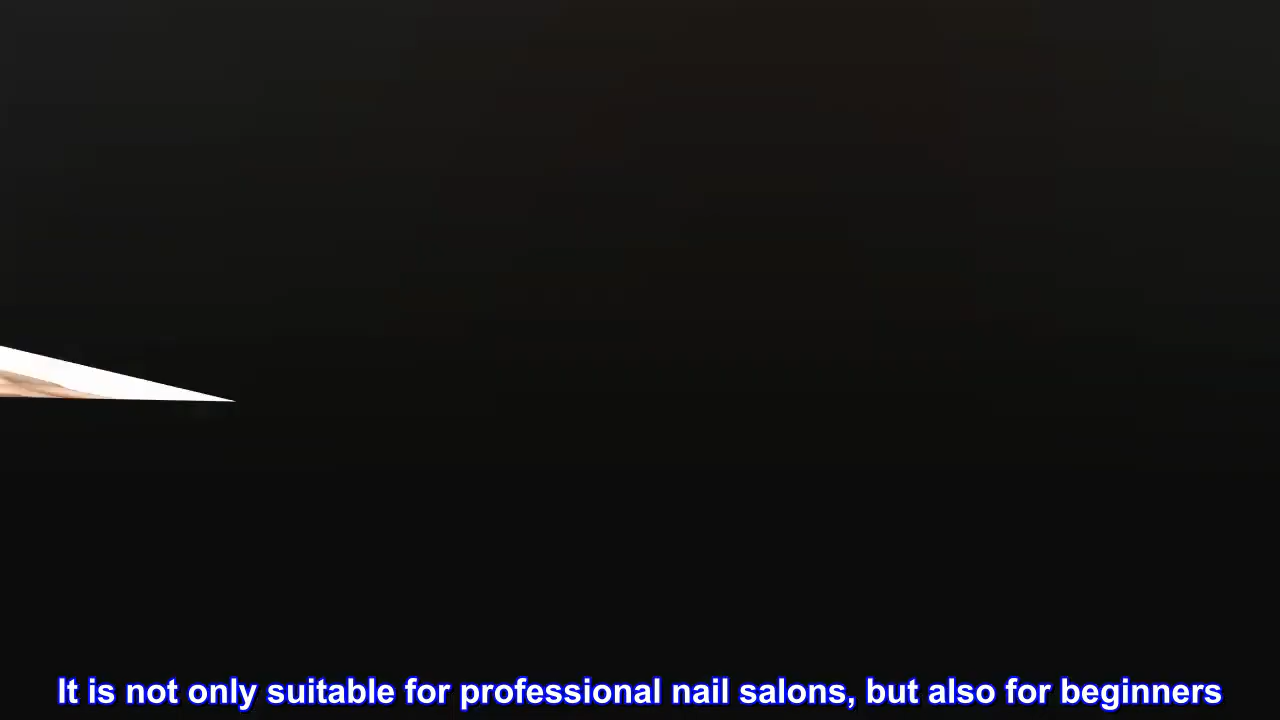 It is not only suitable for professional nail salons, but also for beginners